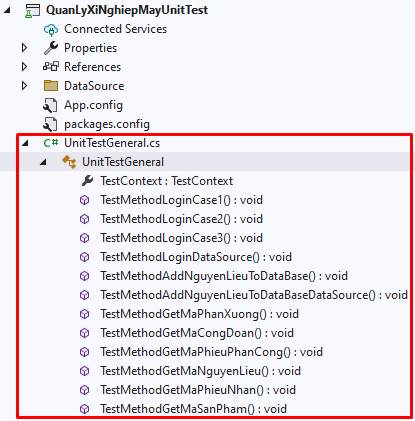 QuanLyXiNghiepMayUnitTest
Connected Services
Properties
References
DataSource
App.config
packages.config
C# UnitTestGeneral.cs
UnitTestGeneral
TestContext : TestContext
TestMethodLoginCase1() : void
TestMethodLoginCase2() : void
TestMethodLoginCase3() : void
TestMethodLoginDataSource() : void
TestMethodAddNguyenLieuToDataBase() : void
TestMethodAddNguyenLieuToDataBaseDataSource() : void
TestMethodGetMaPhanXuong() : void
TestMethodGetMaCongDoan() : void
TestMethodGetMaPhieuPhanCong() : void
TestMethodGetMaNguyenLieu() : void
TestMethodGetMaPhieuNhan() : void
TestMethodGetMaSanPham() : void